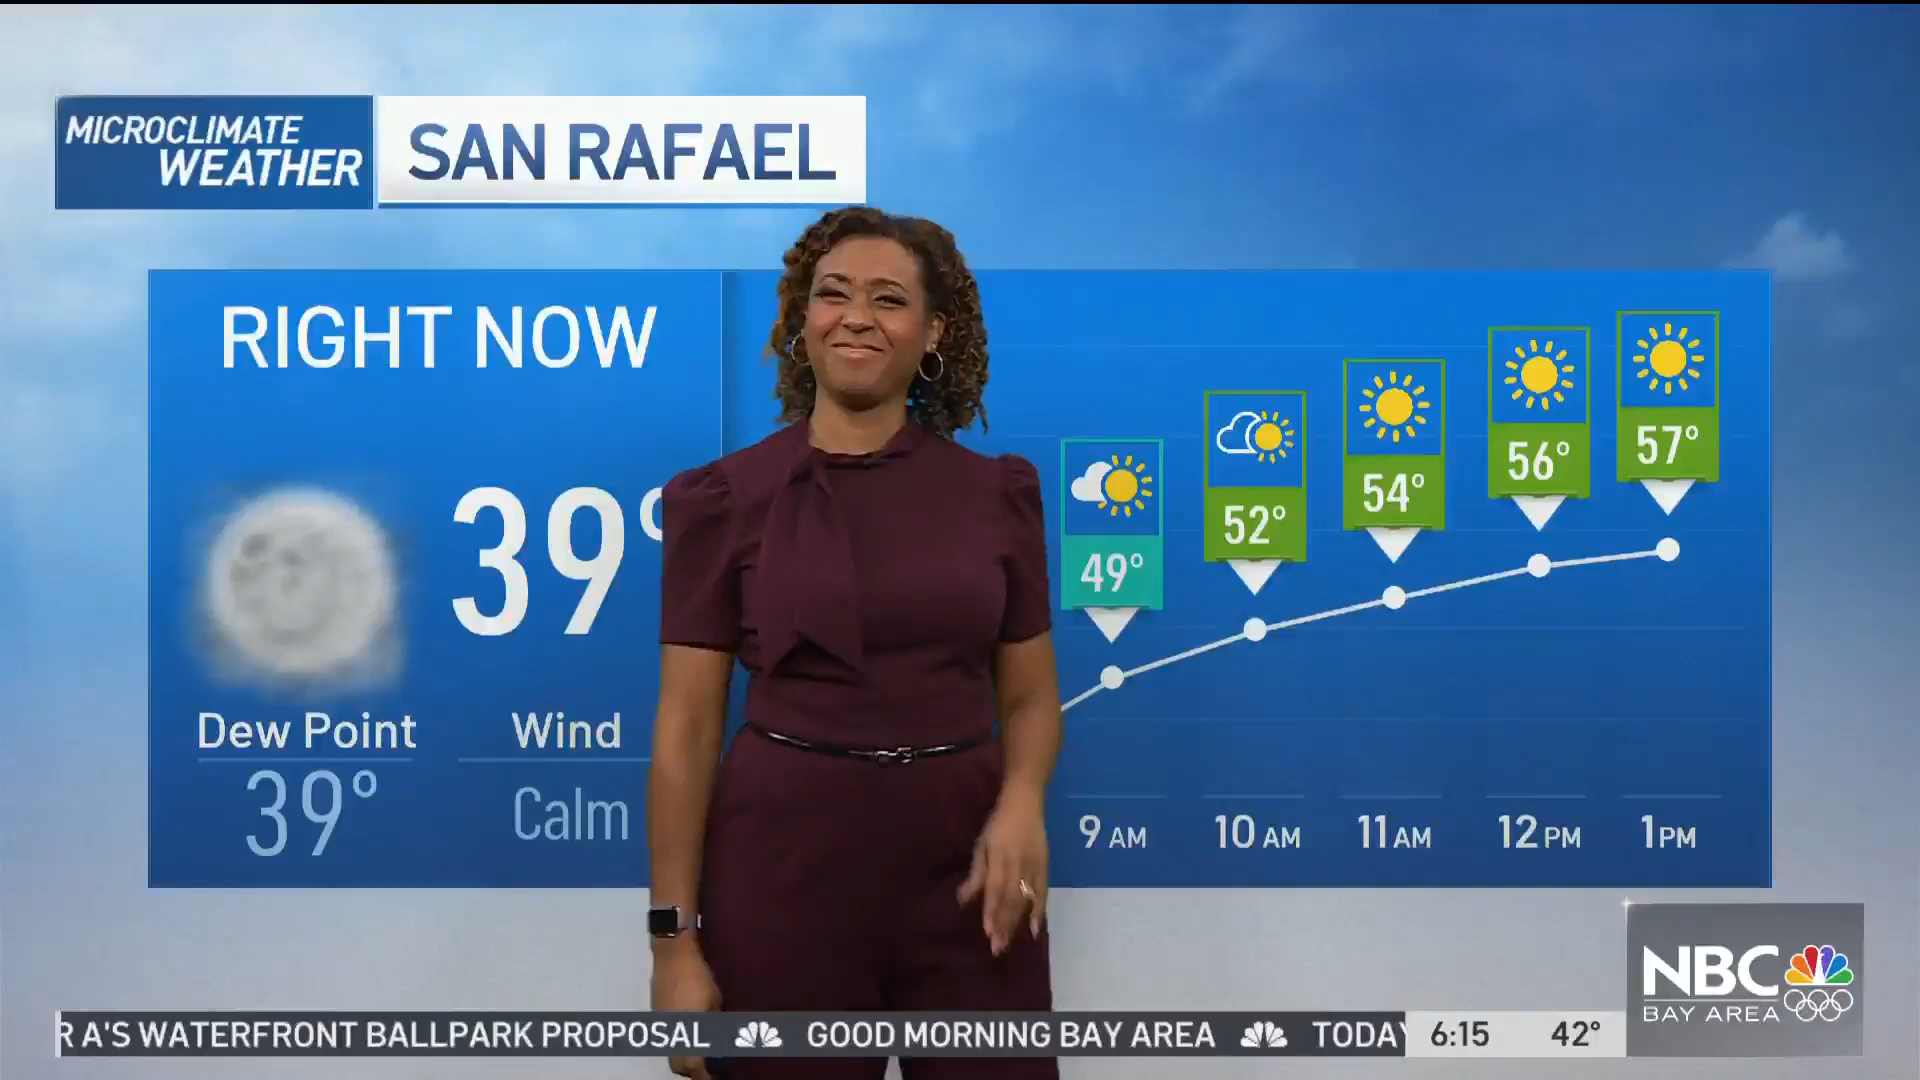 MICROCLIMATE
WEATHER
SAN RAFAEL
RIGHT NOW
39°
Dew Point
39°
Wind
Calm
49°
52°
54°
56°
57°
9 AM
10 AM
11 AM
12 PM
1 PM
NBC
BAY AREA
R A'S WATERFRONT BALLPARK PROPOSAL GOOD MORNING BAY AREA TODAY 6:15 42°